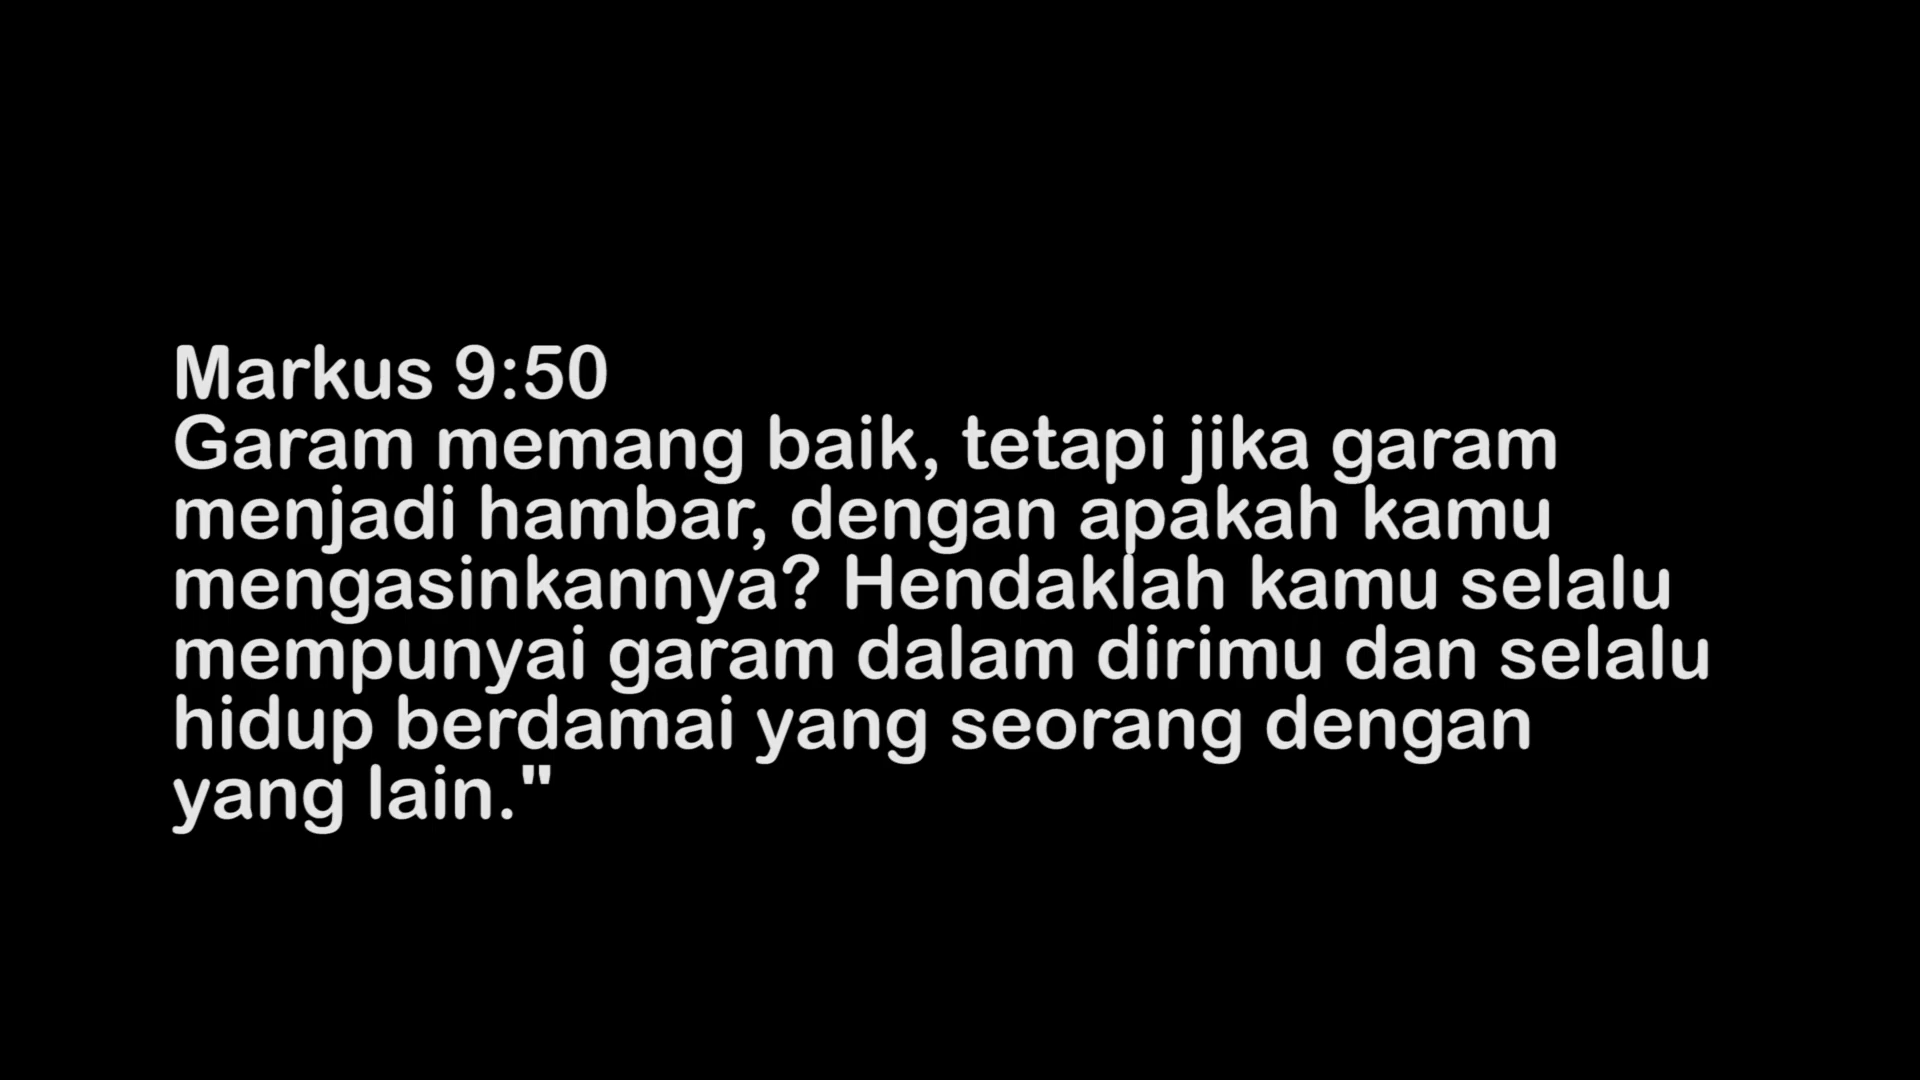 Markus 9:50
Garam memang baik, tetapi jika garam
menjadi hambar, dengan apakah kamu
mengasinkannya? Hendaklah kamu selalu
mempunyai garam dalam dirimu dan selalu
hidup berdamai yang seorang dengan
yang lain."